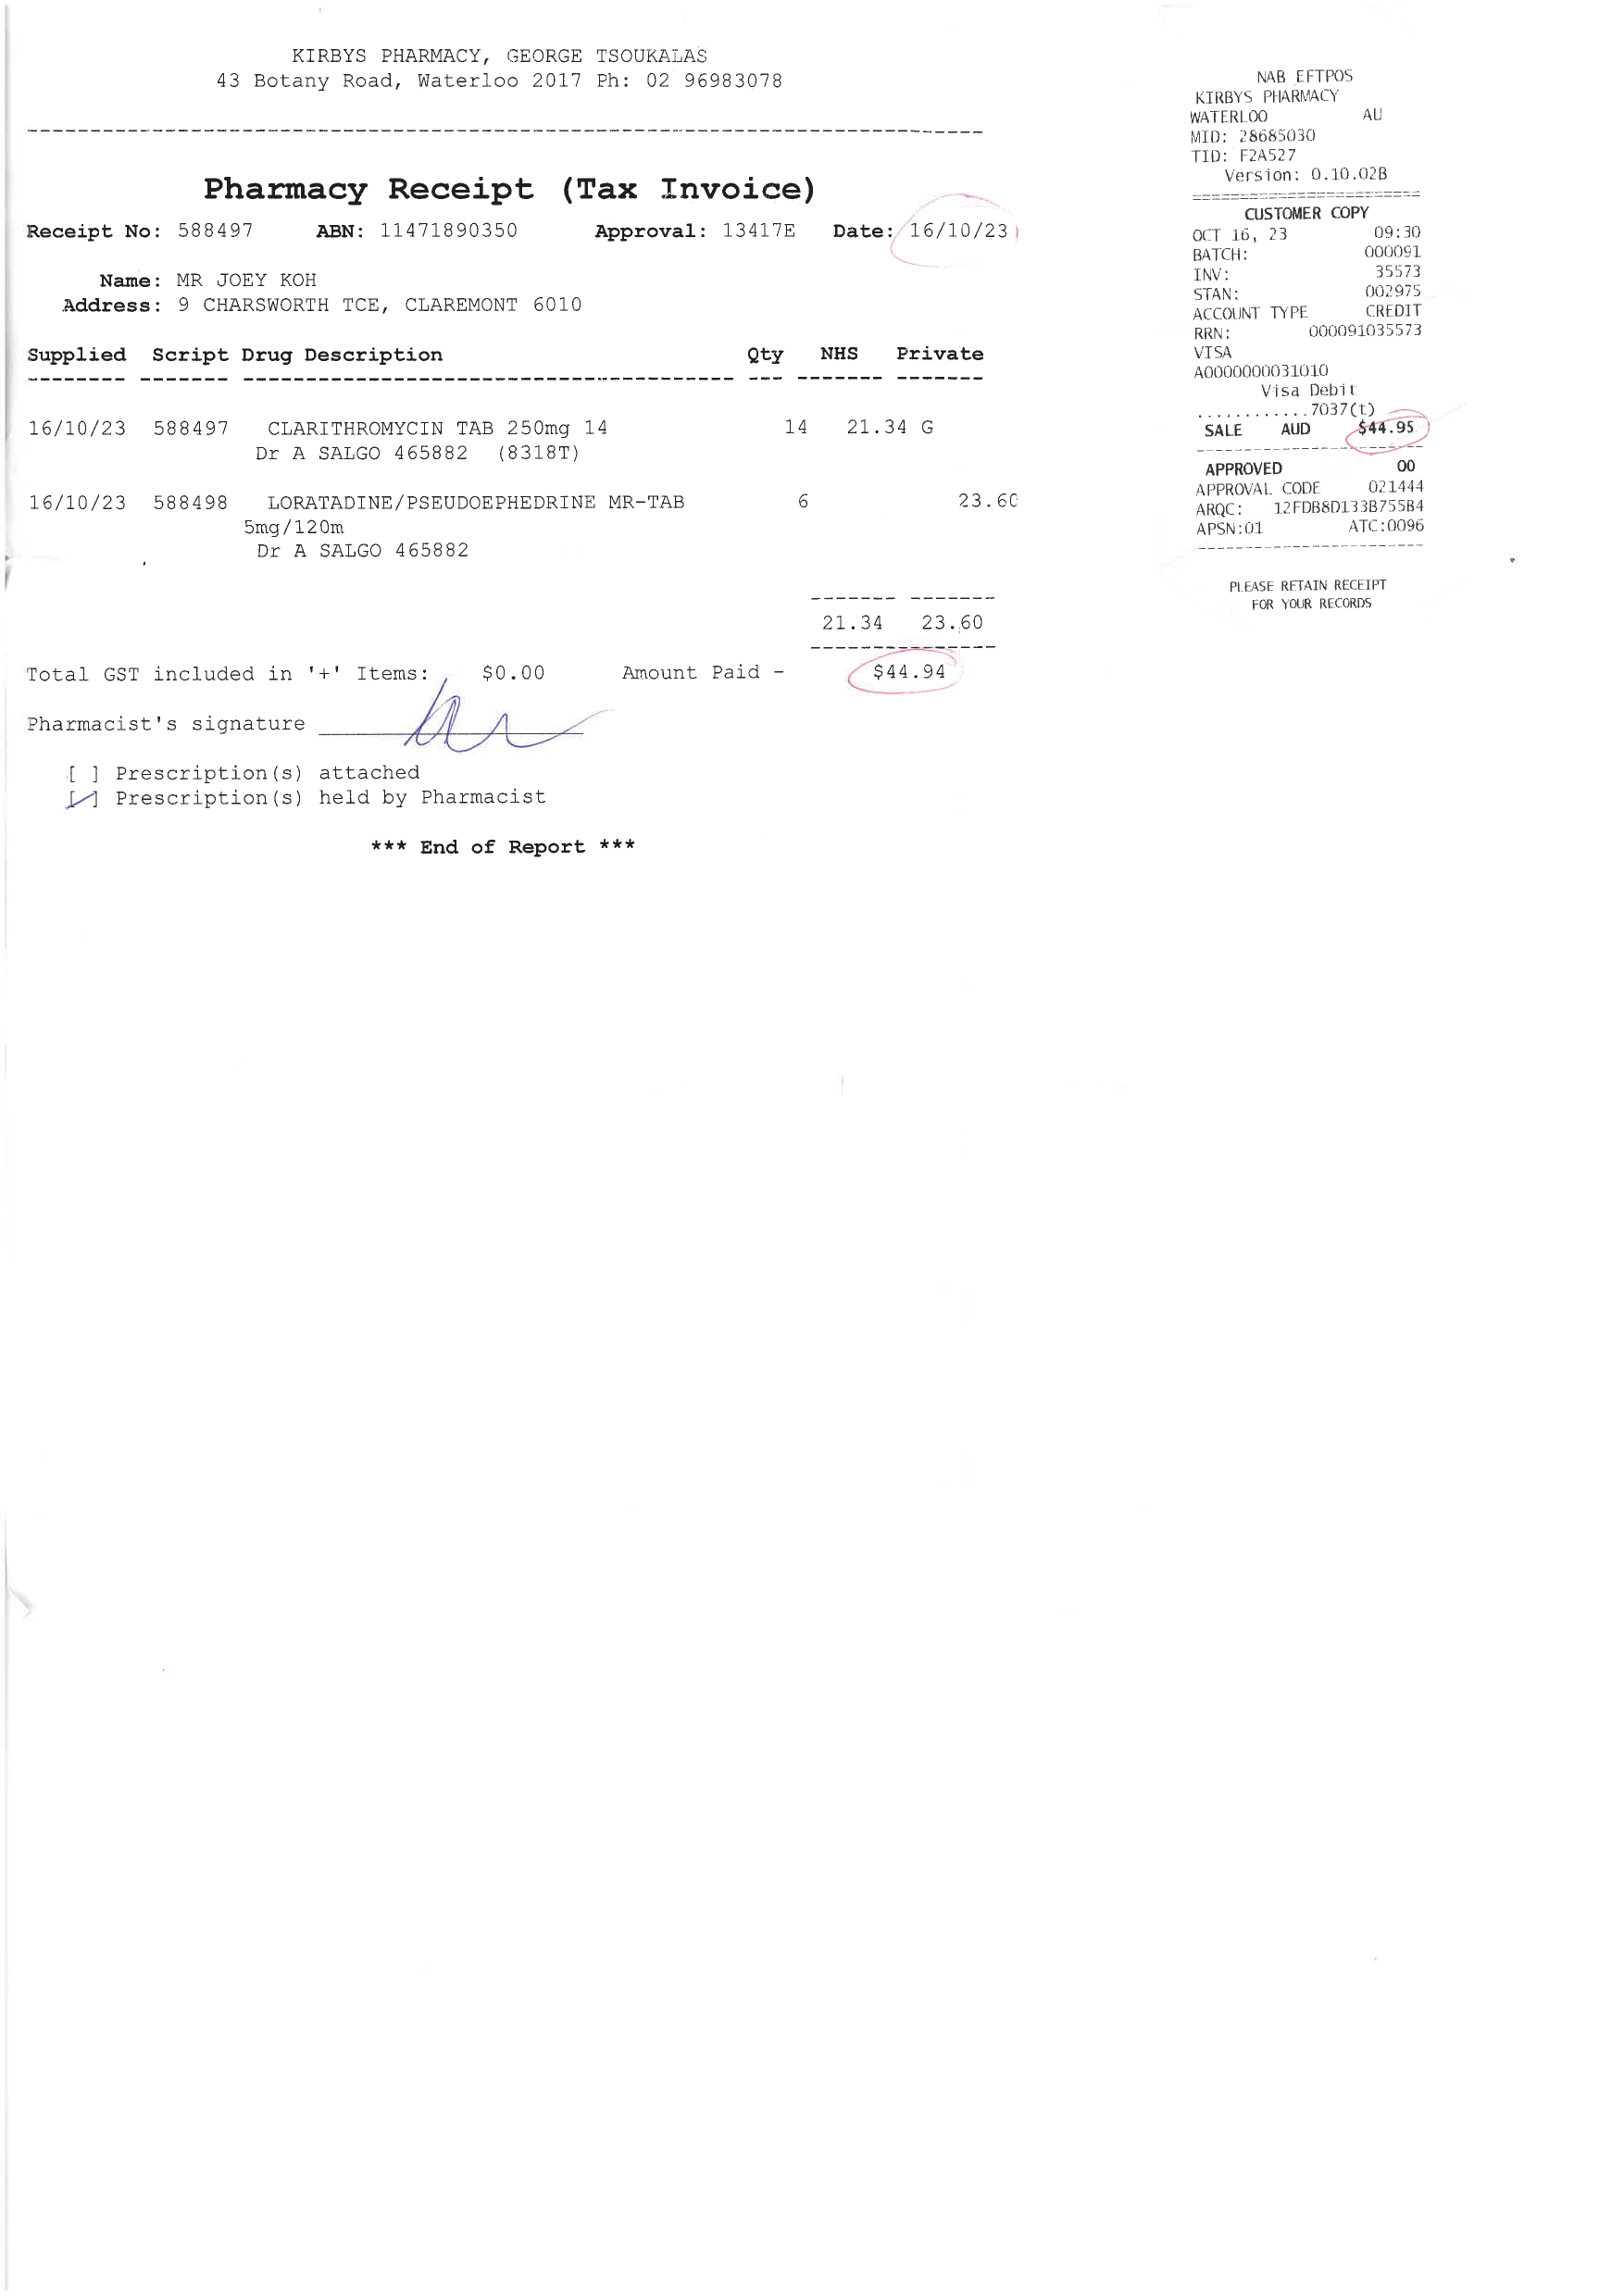 KIRBYS PHARMACY, GEORGE TSOUKALAS
43 Botany Road, Waterloo 2017 Ph: 02 96983078
Pharmacy Receipt (Tax Invoice)
Receipt No: 588497 ABN: 11471890350 Approval: 13417E Date: 16/10/23
Name: MR JOEY KOH
Address: 9 CHARSWORTH TCE, CLAREMONT 6010
Supplied Script Drug Description Qty NHS Private
16/10/23 588497 CLARITHROMYCIN TAB 250mg 14 14 21.34 G
Dr A SALGO 465882 (8318T)
16/10/23 588498 LORATADINE/PSEUDOEPHEDRINE MR-TAB 6 23.60
5mg/120m
Dr A SALGO 465882
21.34 23.60
Total GST included in '+' Items: $0.00 Amount Paid - $44.94
Pharmacist's signature
[ ] Prescription(s) attached
[✓] Prescription(s) held by Pharmacist
*** End of Report ***
NAB EFTPOS
KIRBYS PHARMACY
WATERLOO AU
MID: 28685030
TID: F2A527
Version: 0.10.02B
CUSTOMER COPY
OCT 16, 23 09:30
BATCH: 000091
INV: 35573
STAN: 002975
ACCOUNT TYPE CREDIT
RRN: 000091035573
VISA
A0000000031010
Visa Debit
............7037(t)
SALE AUD $44.95
APPROVED 00
APPROVAL CODE 021444
ARQC: 12FDB8D133B755B4
APSN:01 ATC:0096
PLEASE RETAIN RECEIPT
FOR YOUR RECORDS